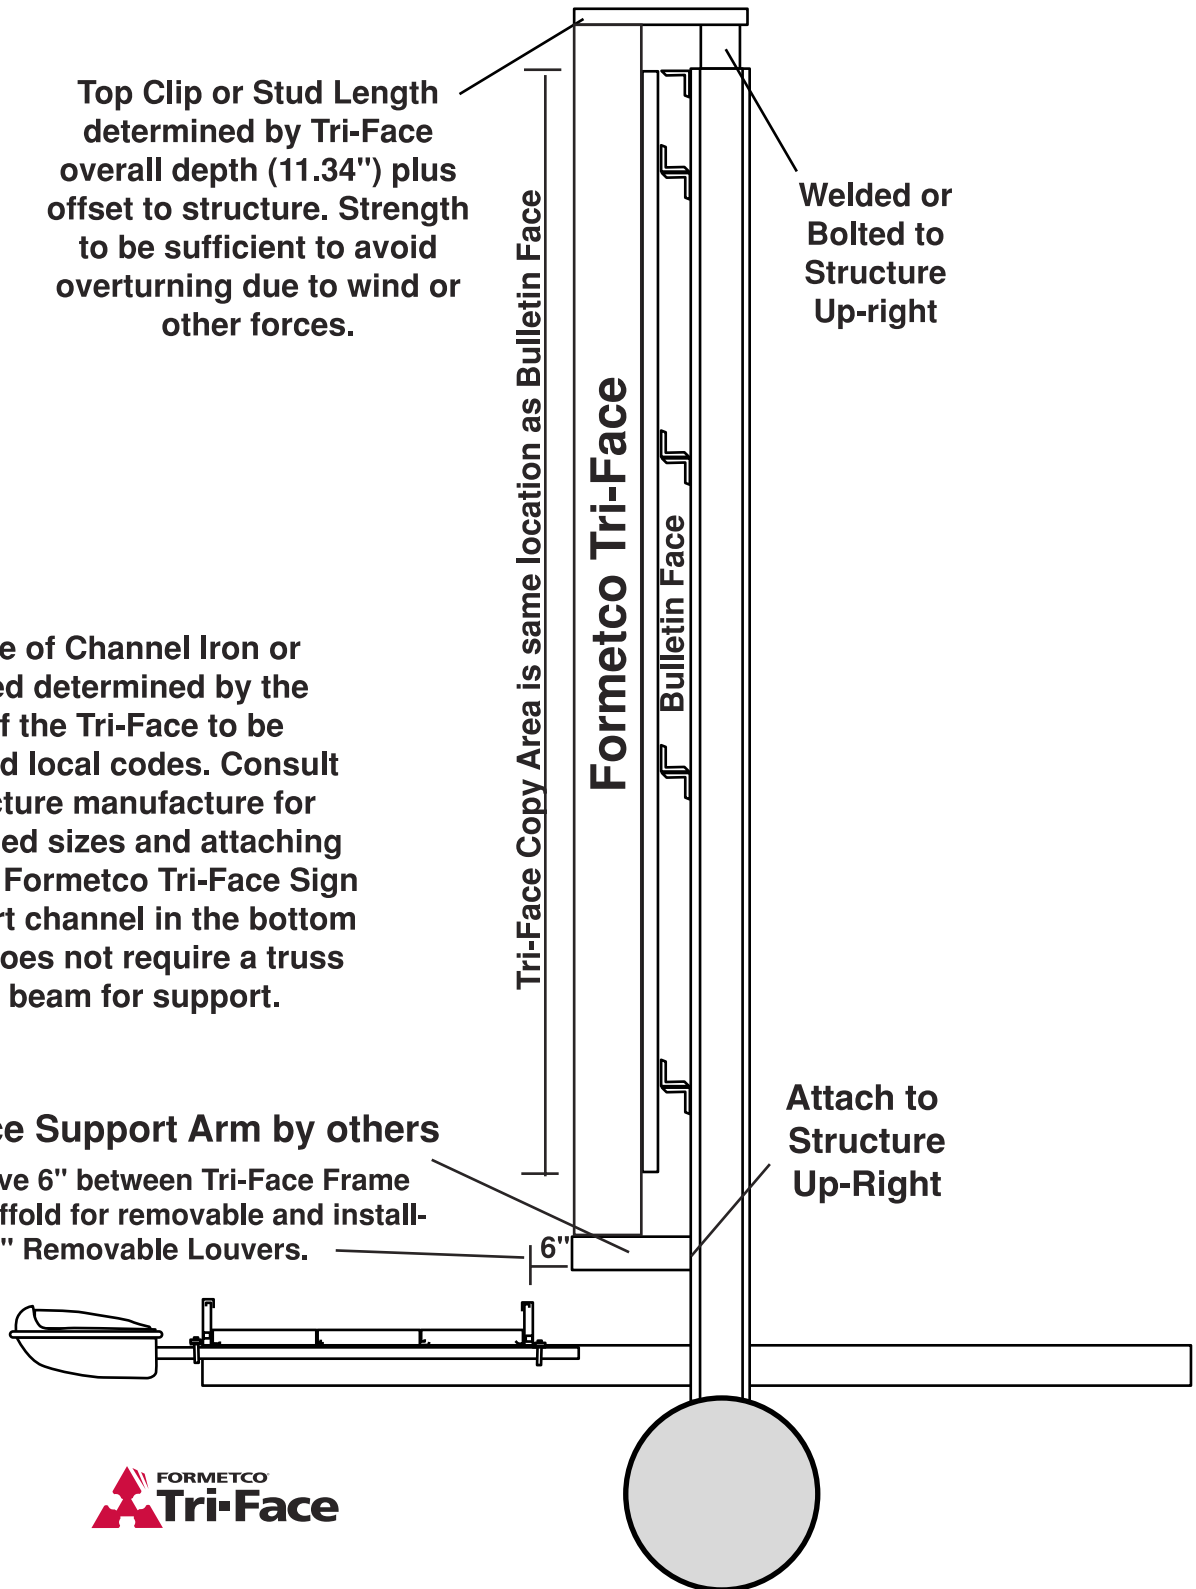 Top Clip or Stud Length
determined by Tri-Face
overall depth (11.34") plus
offset to structure. Strength
to be sufficient to avoid
overturning due to wind or
other forces.
Welded or
Bolted to
Structure
Up-right
Tri-Face Copy Area is same location as Bulletin Face
Formetco Tri-Face
Bulletin Face
e of Channel Iron or
ed determined by the
f the Tri-Face to be
d local codes. Consult
cture manufacture for
ed sizes and attaching
Formetco Tri-Face Sign
rt channel in the bottom
oes not require a truss
beam for support.
ce Support Arm by others
ve 6" between Tri-Face Frame
ffold for removable and install-
" Removable Louvers.
6"
Attach to
Structure
Up-Right
FORMETCO
Tri-Face